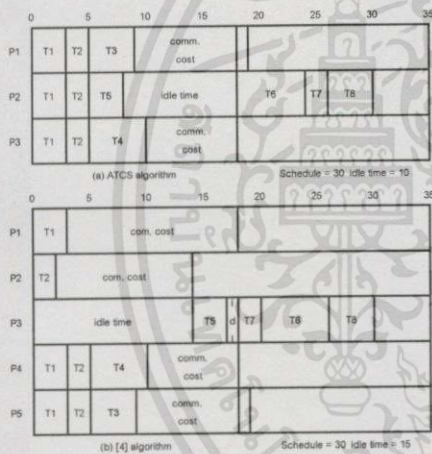 0 5 10 15 20 25 30 35
P1 T1 T2 T3 comm. cost
P2 T1 T2 T5 idle time T6 T7 T8
P3 T1 T2 T4 comm. cost
(a) ATCS algorithm Schedule = 30 idle time = 10
0 5 10 15 20 25 30 35
P1 T1 com. cost
P2 T2 com. cost
P3 idle time T5 d T7 T6 T8
P4 T1 T2 T4 comm. cost
P5 T1 T2 T3 comm. cost
(b) [4] algorithm Schedule = 30 idle time = 15